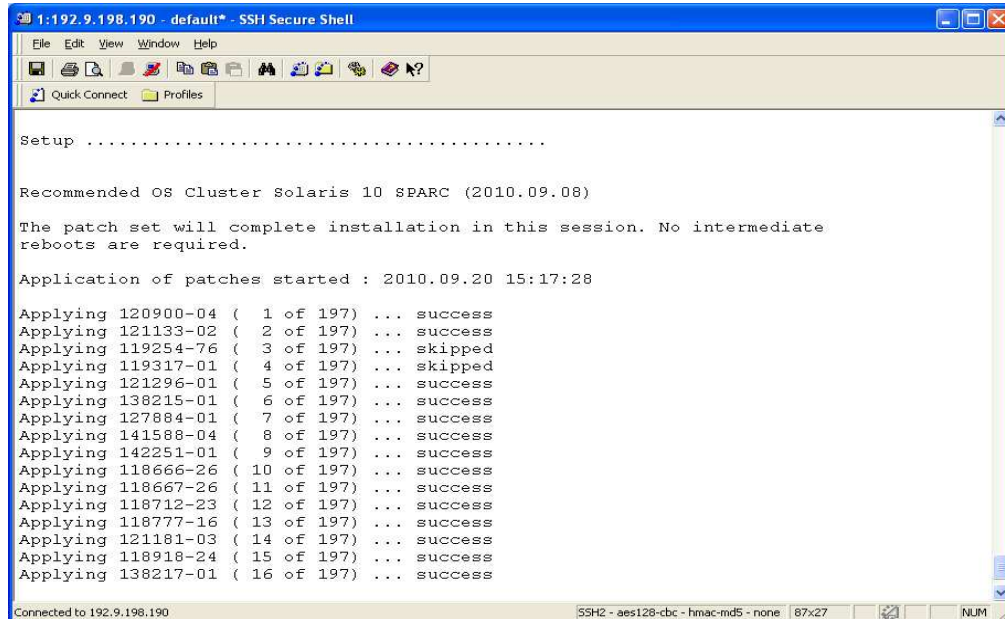 1:192.9.198.190 - default* - SSH Secure Shell
File Edit View Window Help
Quick Connect Profiles
Setup ..........................................
Recommended OS Cluster Solaris 10 SPARC (2010.09.08)
The patch set will complete installation in this session. No intermediate
reboots are required.
Application of patches started : 2010.09.20 15:17:28
Applying 120900-04 (  1 of 197) ... success
Applying 121133-02 (  2 of 197) ... success
Applying 119254-76 (  3 of 197) ... skipped
Applying 119317-01 (  4 of 197) ... skipped
Applying 121296-01 (  5 of 197) ... success
Applying 138215-01 (  6 of 197) ... success
Applying 127884-01 (  7 of 197) ... success
Applying 141588-04 (  8 of 197) ... success
Applying 142251-01 (  9 of 197) ... success
Applying 118666-26 ( 10 of 197) ... success
Applying 118667-26 ( 11 of 197) ... success
Applying 118712-23 ( 12 of 197) ... success
Applying 118777-16 ( 13 of 197) ... success
Applying 121181-03 ( 14 of 197) ... success
Applying 118918-24 ( 15 of 197) ... success
Applying 138217-01 ( 16 of 197) ... success
Connected to 192.9.198.190 SSH2 - aes128-cbc - hmac-md5 - none 87x27 NUM